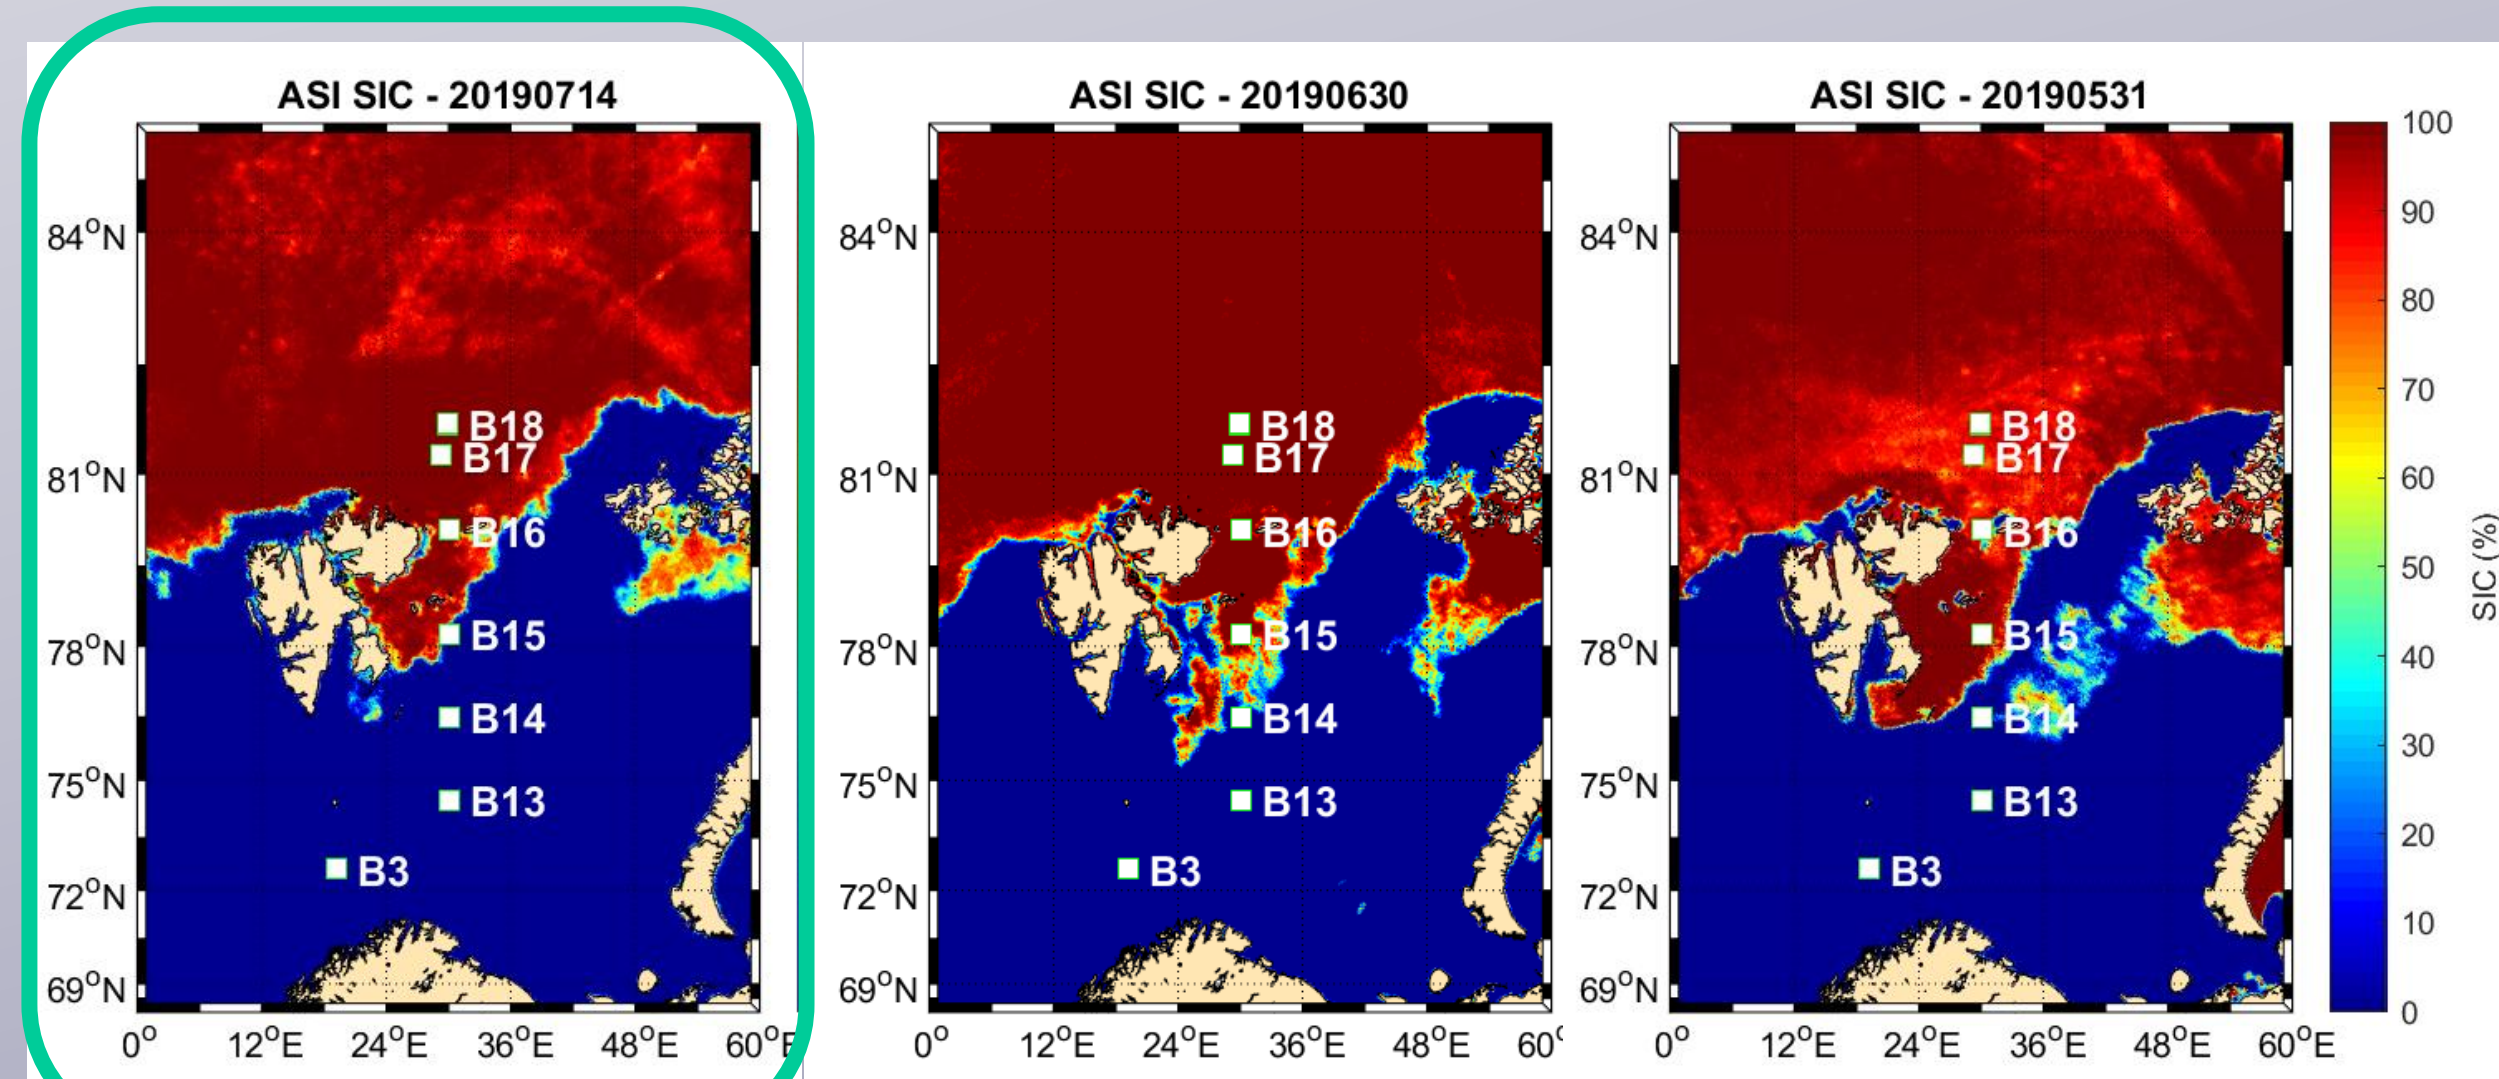 ASI SIC - 20190714
84°N
81°N
78°N
75°N
72°N
69°N
0°
12°E
24°E
36°E
48°E
60°E
B18
B17
B16
B15
B14
B13
B3
ASI SIC - 20190630
84°N
81°N
78°N
75°N
72°N
69°N
0°
12°E
24°E
36°E
48°E
60°
B18
B17
B16
B15
B14
B13
B3
ASI SIC - 20190531
84°N
81°N
78°N
75°N
72°N
69°N
0°
12°E
24°E
36°E
48°E
60°E
B18
B17
B16
B15
B14
B13
B3
100
90
80
70
60
50
40
30
20
10
0
SIC (%)